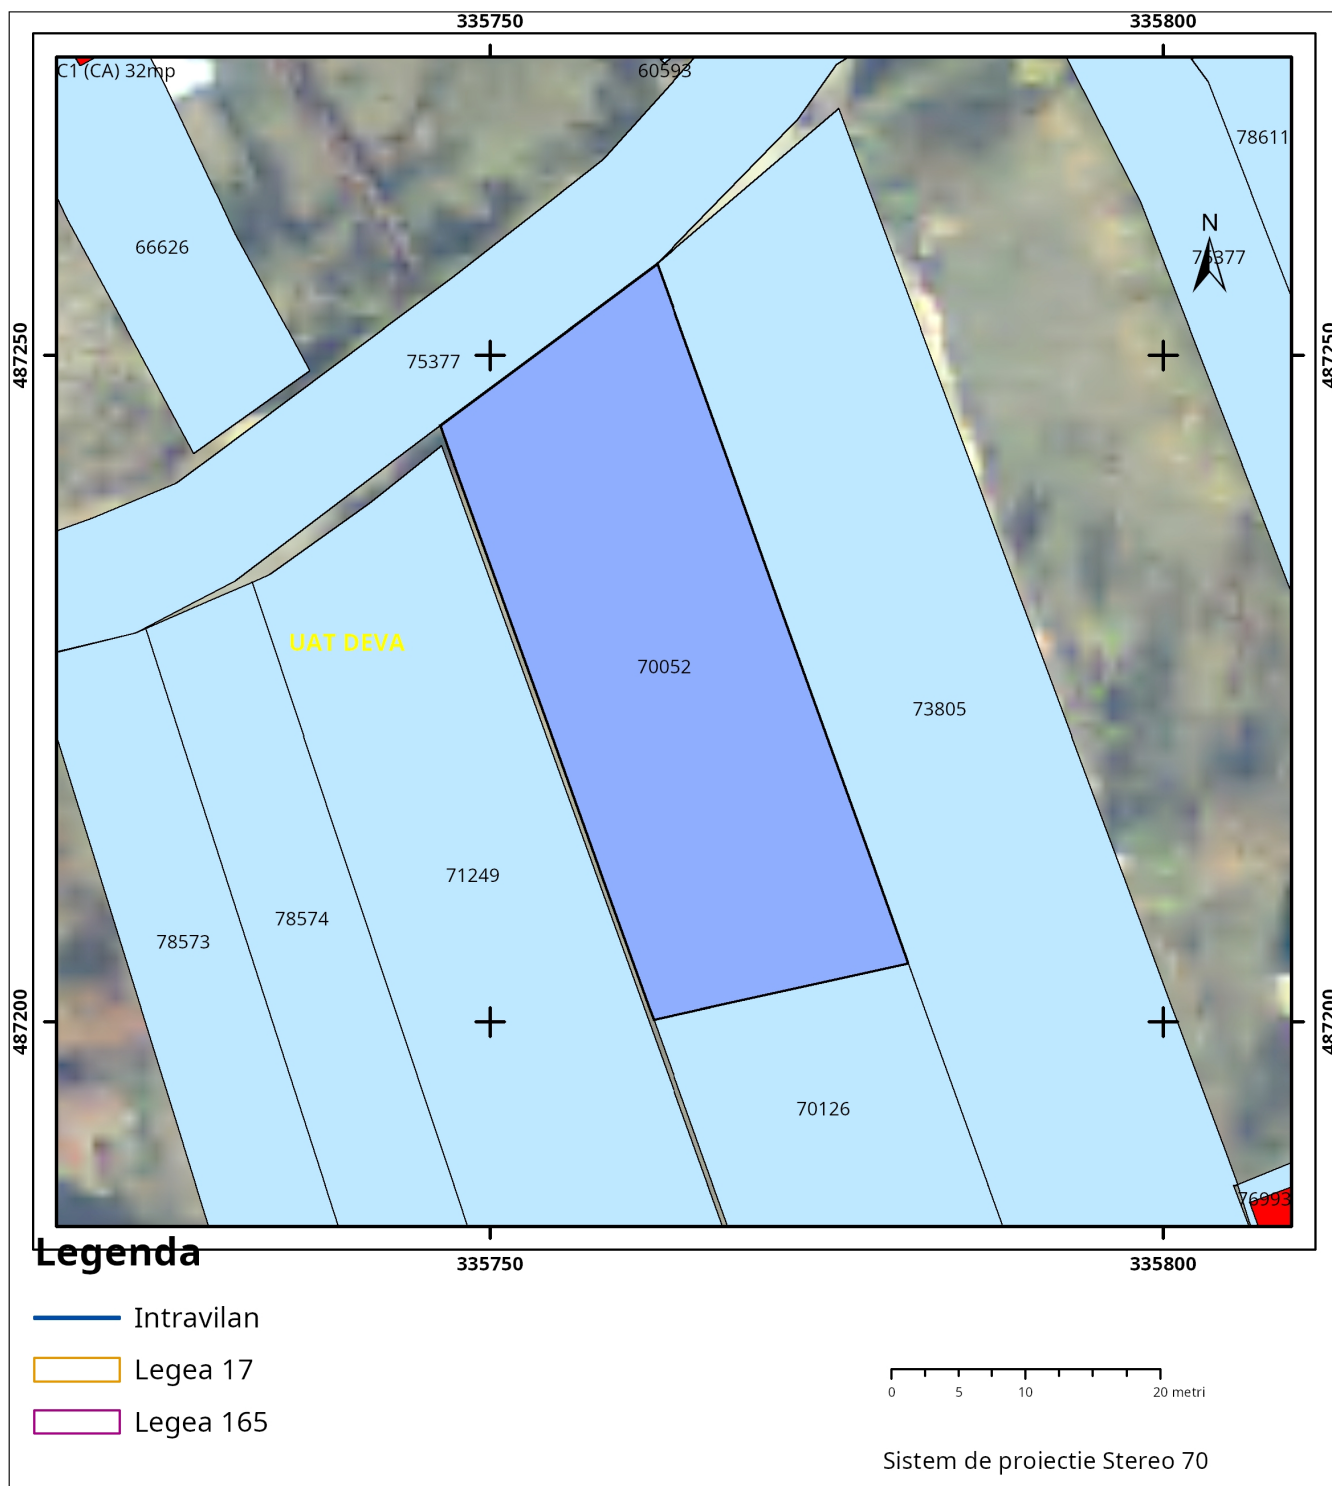 335750 335800
C1 (CA) 32mp
60593
78611
N
66626
75377
487250
487250
75377
UAT DEVA
70052
73805
71249
78574
78573
487200
487200
70126
76993
335750 335800
Legenda
Intravilan
Legea 17
Legea 165
0 5 10 20 metri
Sistem de proiectie Stereo 70